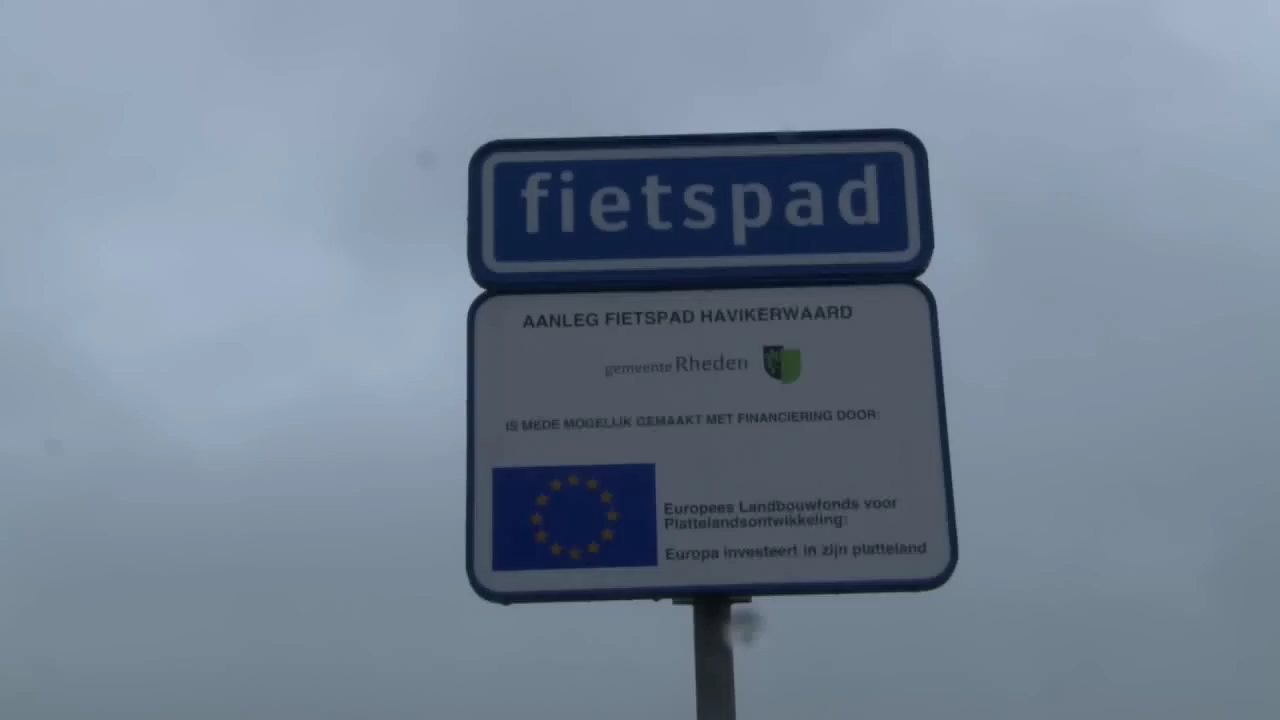 fietspad
AANLEG FIETSPAD HAVIKERWAARD
gemeente Rheden
IS MEDE MOGELIJK GEMAAKT MET FINANCIERING DOOR:
Europees Landbouwfonds voor
Plattelandsontwikkeling:
Europa investeert in zijn platteland